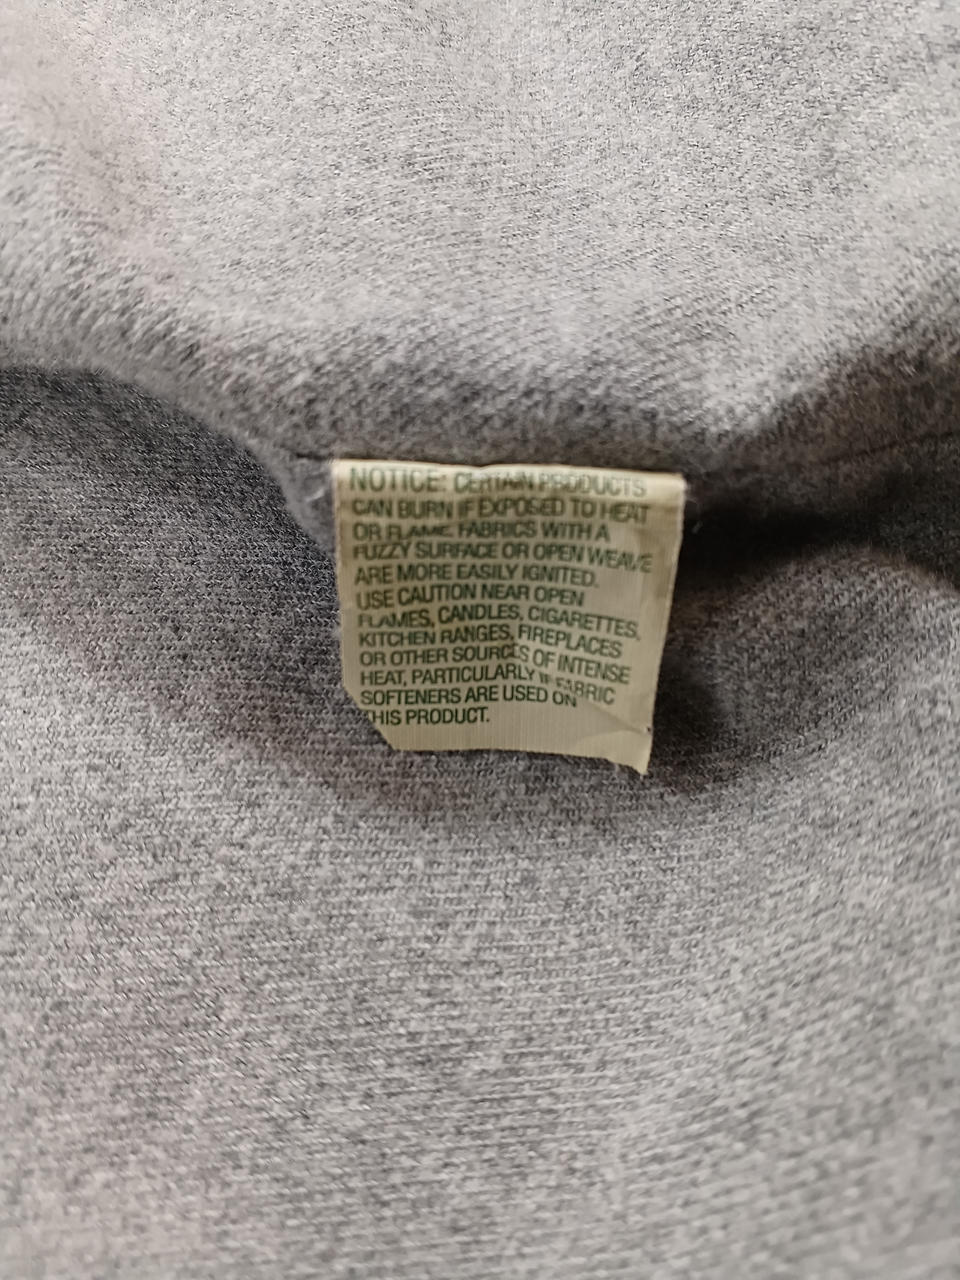 NOTICE: CERTAIN PRODUCTS
CAN BURN IF EXPOSED TO HEAT
OR FLAME. FABRICS WITH A
FUZZY SURFACE OR OPEN WEAVE
ARE MORE EASILY IGNITED.
USE CAUTION NEAR OPEN
FLAMES, CANDLES, CIGARETTES,
KITCHEN RANGES, FIREPLACES
OR OTHER SOURCES OF INTENSE
HEAT, PARTICULARLY IF FABRIC
SOFTENERS ARE USED ON
THIS PRODUCT.